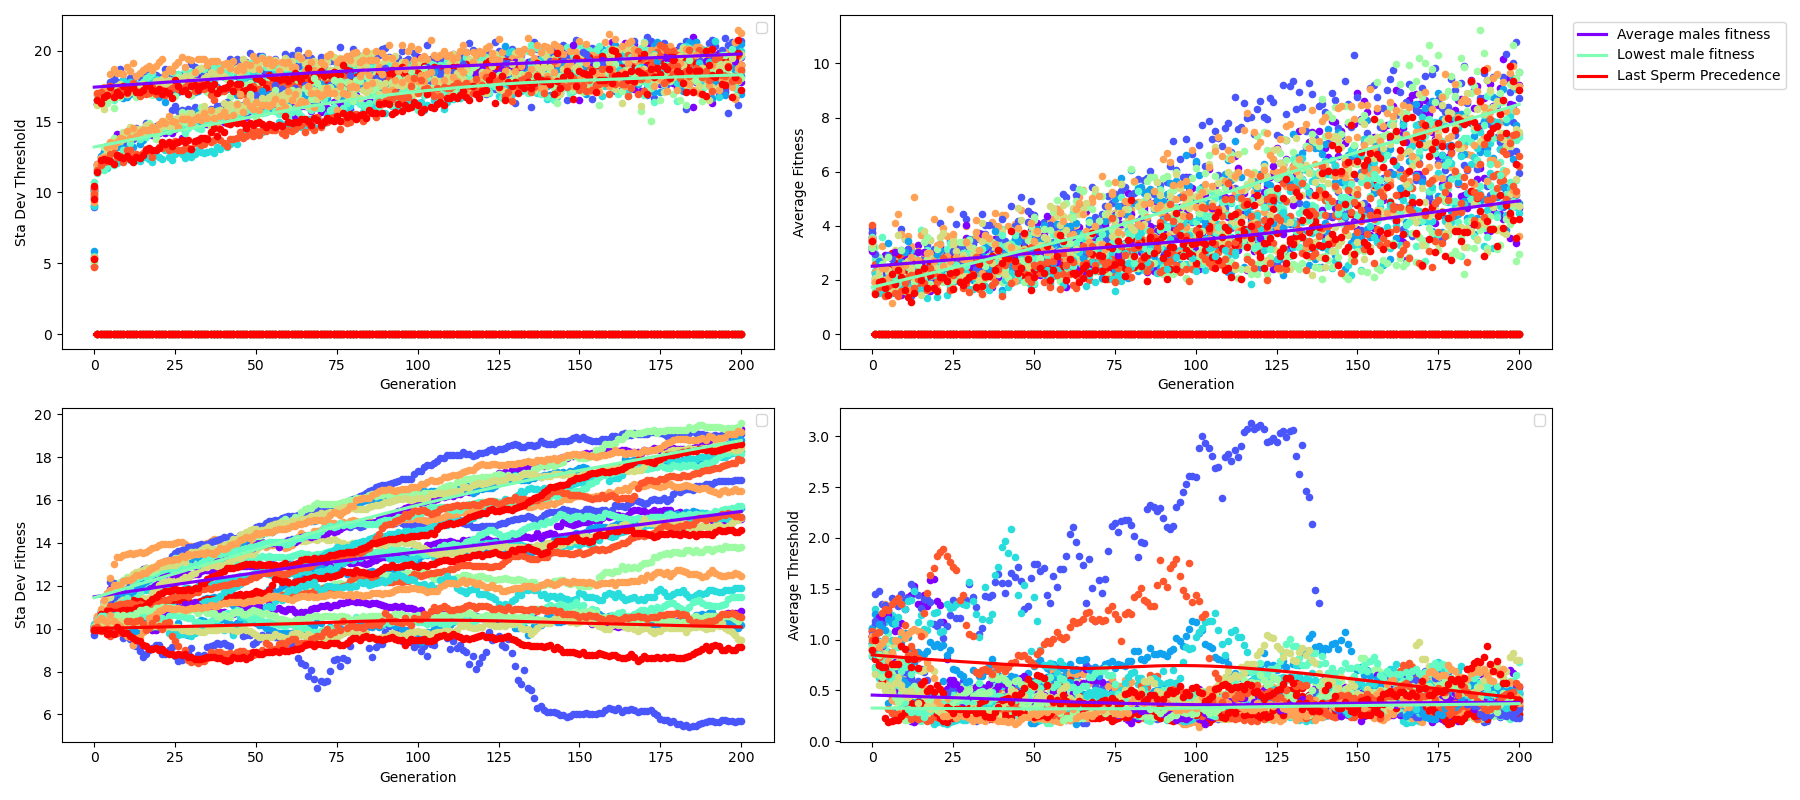 Sta Dev Threshold
20
15
10
5
0
0 25 50 75 100 125 150 175 200
Generation
Average Fitness
10
8
6
4
2
0
0 25 50 75 100 125 150 175 200
Generation
Average males fitness
Lowest male fitness
Last Sperm Precedence
Sta Dev Fitness
20
18
16
14
12
10
8
6
0 25 50 75 100 125 150 175 200
Generation
Average Threshold
3.0
2.5
2.0
1.5
1.0
0.5
0.0
0 25 50 75 100 125 150 175 200
Generation